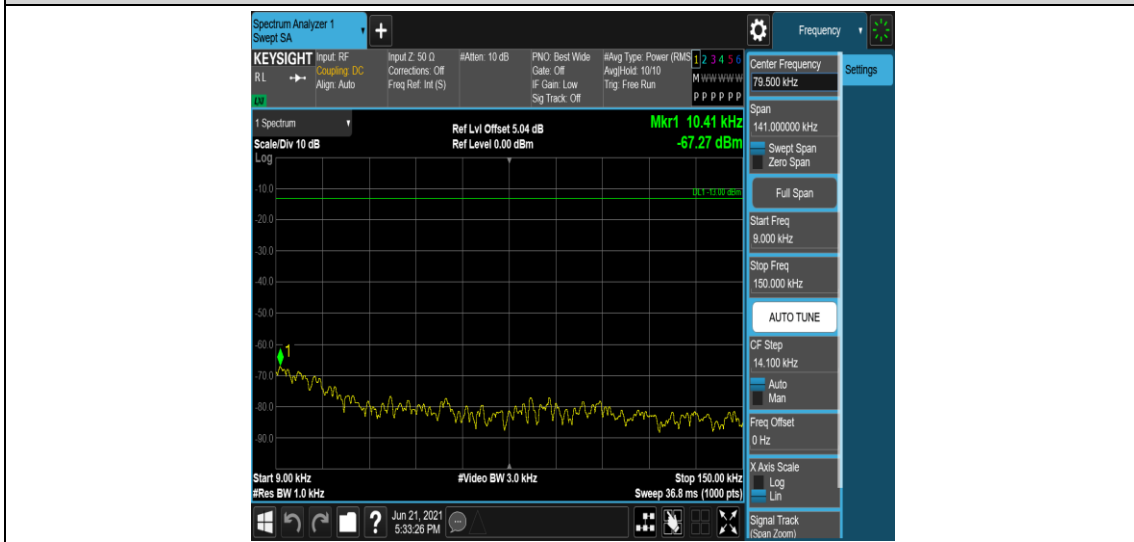 Spectrum Analyzer 1
Swept SA
+
Frequency
KEYSIGHT
RL
LXI
Input: RF
Coupling: DC
Align: Auto
Input Z: 50 Ω
Corrections: Off
Freq Ref: Int (S)
#Atten: 10 dB
PNO: Best Wide
Gate: Off
IF Gain: Low
Sig Track: Off
#Avg Type: Power (RMS
Avg|Hold: 10/10
Trig: Free Run
1 2 3 4 5 6
M W W W W W
P P P P P P
1 Spectrum
Scale/Div 10 dB
Log
Ref Lvl Offset 5.04 dB
Ref Level 0.00 dBm
Mkr1 10.41 kHz
-67.27 dBm
DL1 -13.00 dBm
-10.0
-20.0
-30.0
-40.0
-50.0
-60.0
1
-70.0
-80.0
-90.0
Start 9.00 kHz
#Video BW 3.0 kHz
Stop 150.00 kHz
#Res BW 1.0 kHz
Sweep 36.8 ms (1000 pts)
?
Jun 21, 2021
5:33:26 PM
Center Frequency
79.500 kHz
Settings
Span
141.000000 kHz
Swept Span
Zero Span
Full Span
Start Freq
9.000 kHz
Stop Freq
150.000 kHz
AUTO TUNE
CF Step
14.100 kHz
Auto
Man
Freq Offset
0 Hz
X Axis Scale
Log
Lin
Signal Track
(Span Zoom)